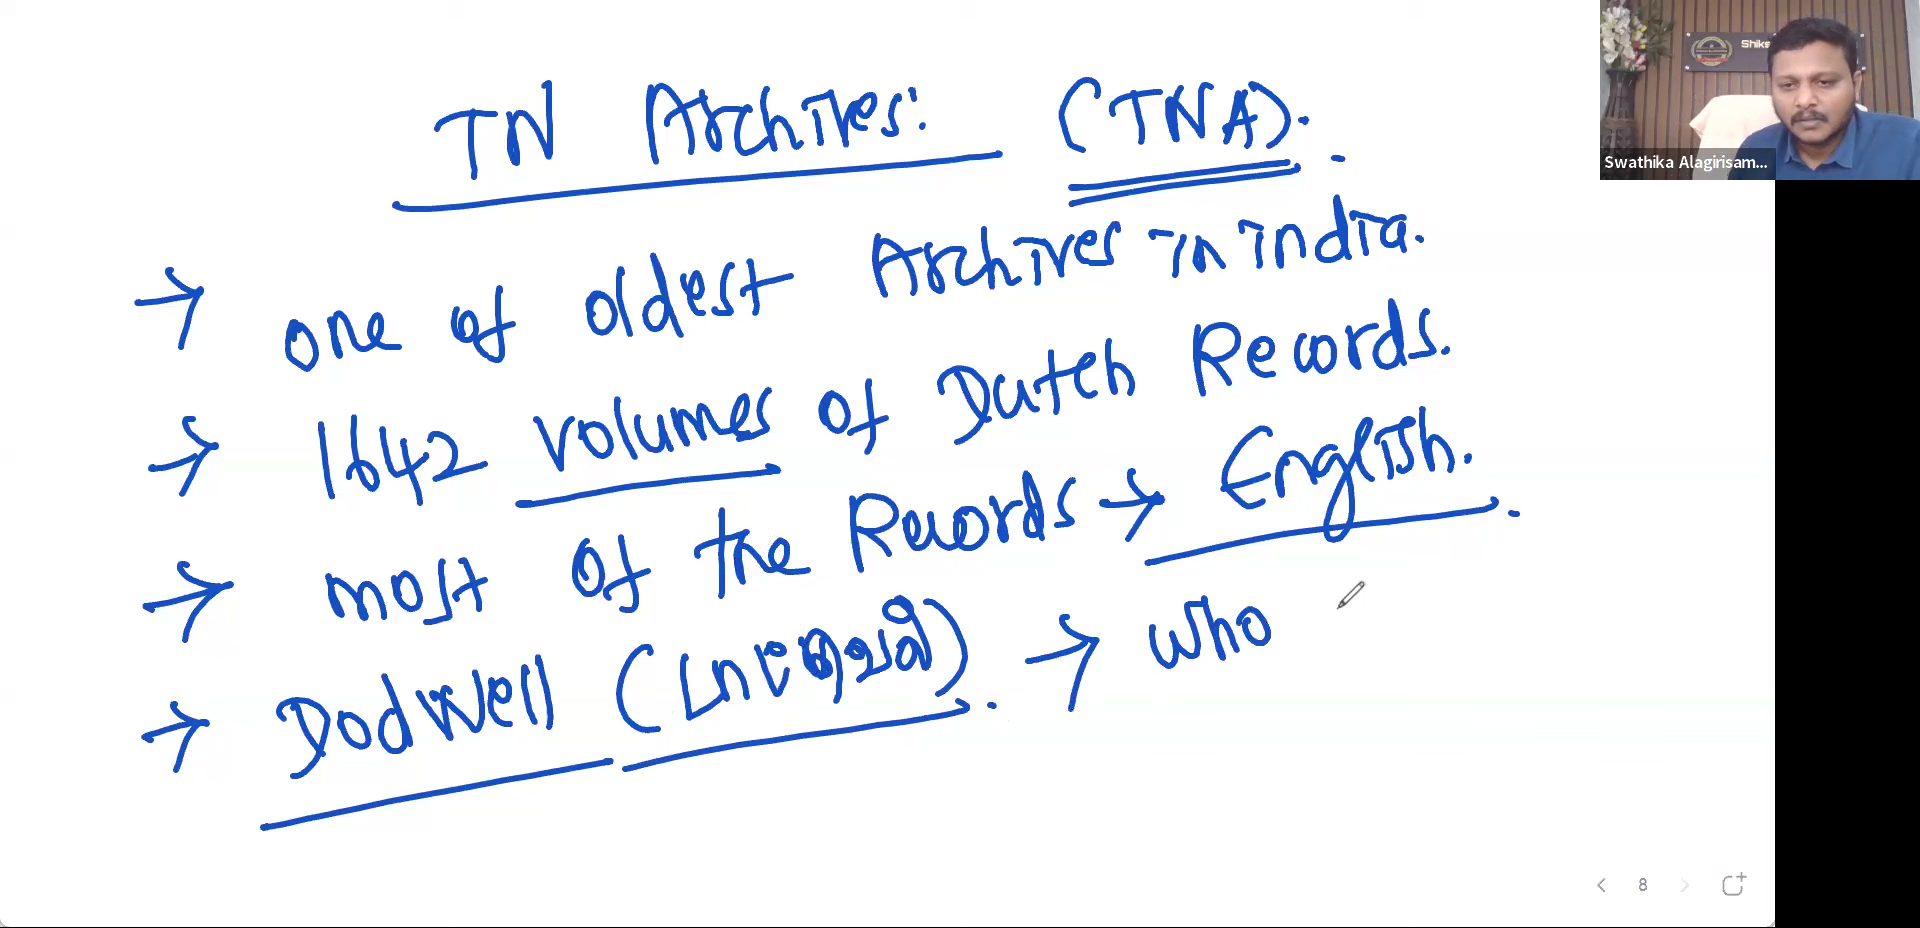 TN Archives: (TNA).
→ one of oldest Archives in india.
→ 1642 volumes of Dutch Records.
→ most of the Records → English.
→ Dodwell (டாட்வெல்). → who
Shiks
Swathika Alagirisam...
8